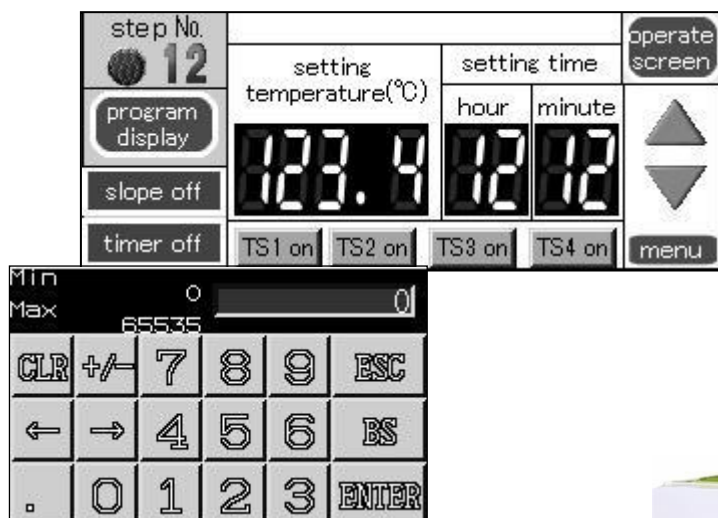 step No.
12
program
display
slope off
timer off
setting
temperature(℃)
123.4
setting time
hour minute
12 12
TS1 on TS2 on TS3 on TS4 on
operate
screen
menu
Min 0
Max 65535
0
CLR +/- 7 8 9 ESC
← → 4 5 6 BS
. 0 1 2 3 ENTER